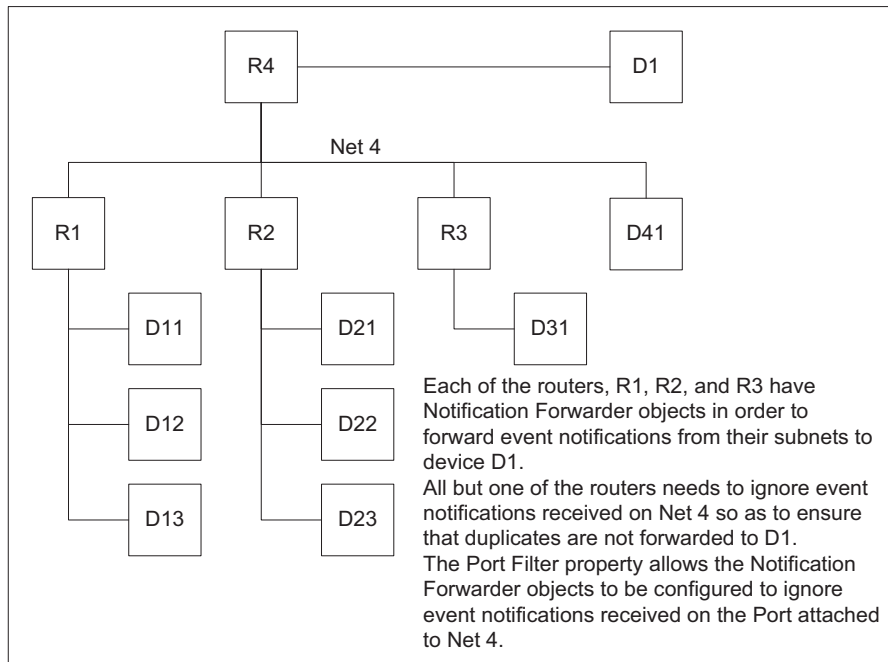 R4
D1
Net 4
R1
R2
R3
D41
D11
D21
D31
D12
D22
D13
D23
Each of the routers, R1, R2, and R3 have
Notification Forwarder objects in order to
forward event notifications from their subnets to
device D1.
All but one of the routers needs to ignore event
notifications received on Net 4 so as to ensure
that duplicates are not forwarded to D1.
The Port Filter property allows the Notification
Forwarder objects to be configured to ignore
event notifications received on the Port attached
to Net 4.